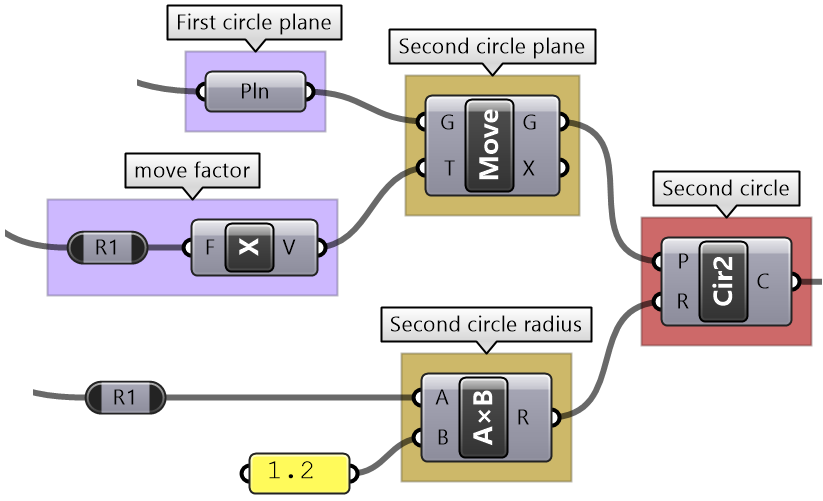 First circle plane
Pln
Second circle plane
G
Move
G
T
X
move factor
R1
F
X
V
Second circle
P
Cir2
C
R
Second circle radius
R1
A
A×B
R
B
1.2